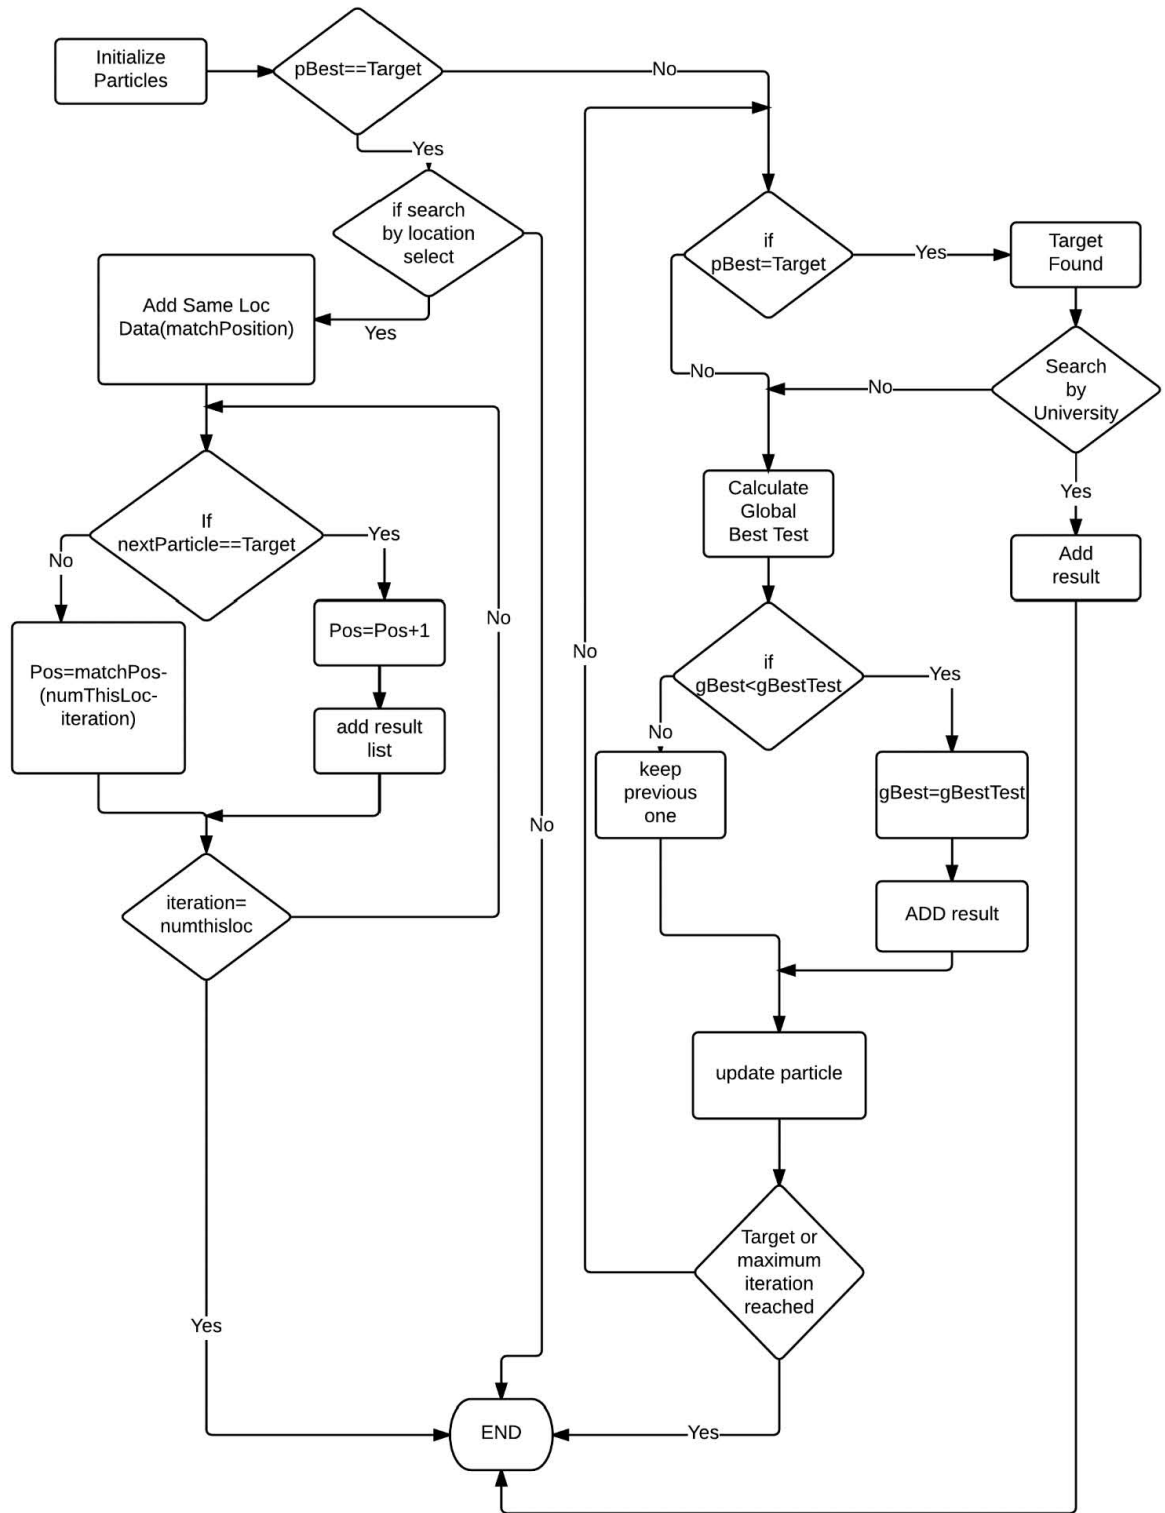 Initialize
Particles
pBest==Target
No
Yes
if search
by location
select
if
pBest=Target
Yes
Target
Found
Add Same Loc
Data(matchPosition)
Yes
No
No
Search
by
University
Calculate
Global
Best Test
Yes
If
nextParticle==Target
Yes
No
Add
result
Pos=Pos+1
No
No
Pos=matchPos-
(numThisLoc-
iteration)
if
gBest<gBestTest
Yes
No
add result
list
keep
previous
one
gBest=gBestTest
No
iteration=
numthisloc
ADD result
update particle
Target or
maximum
iteration
reached
Yes
END
Yes